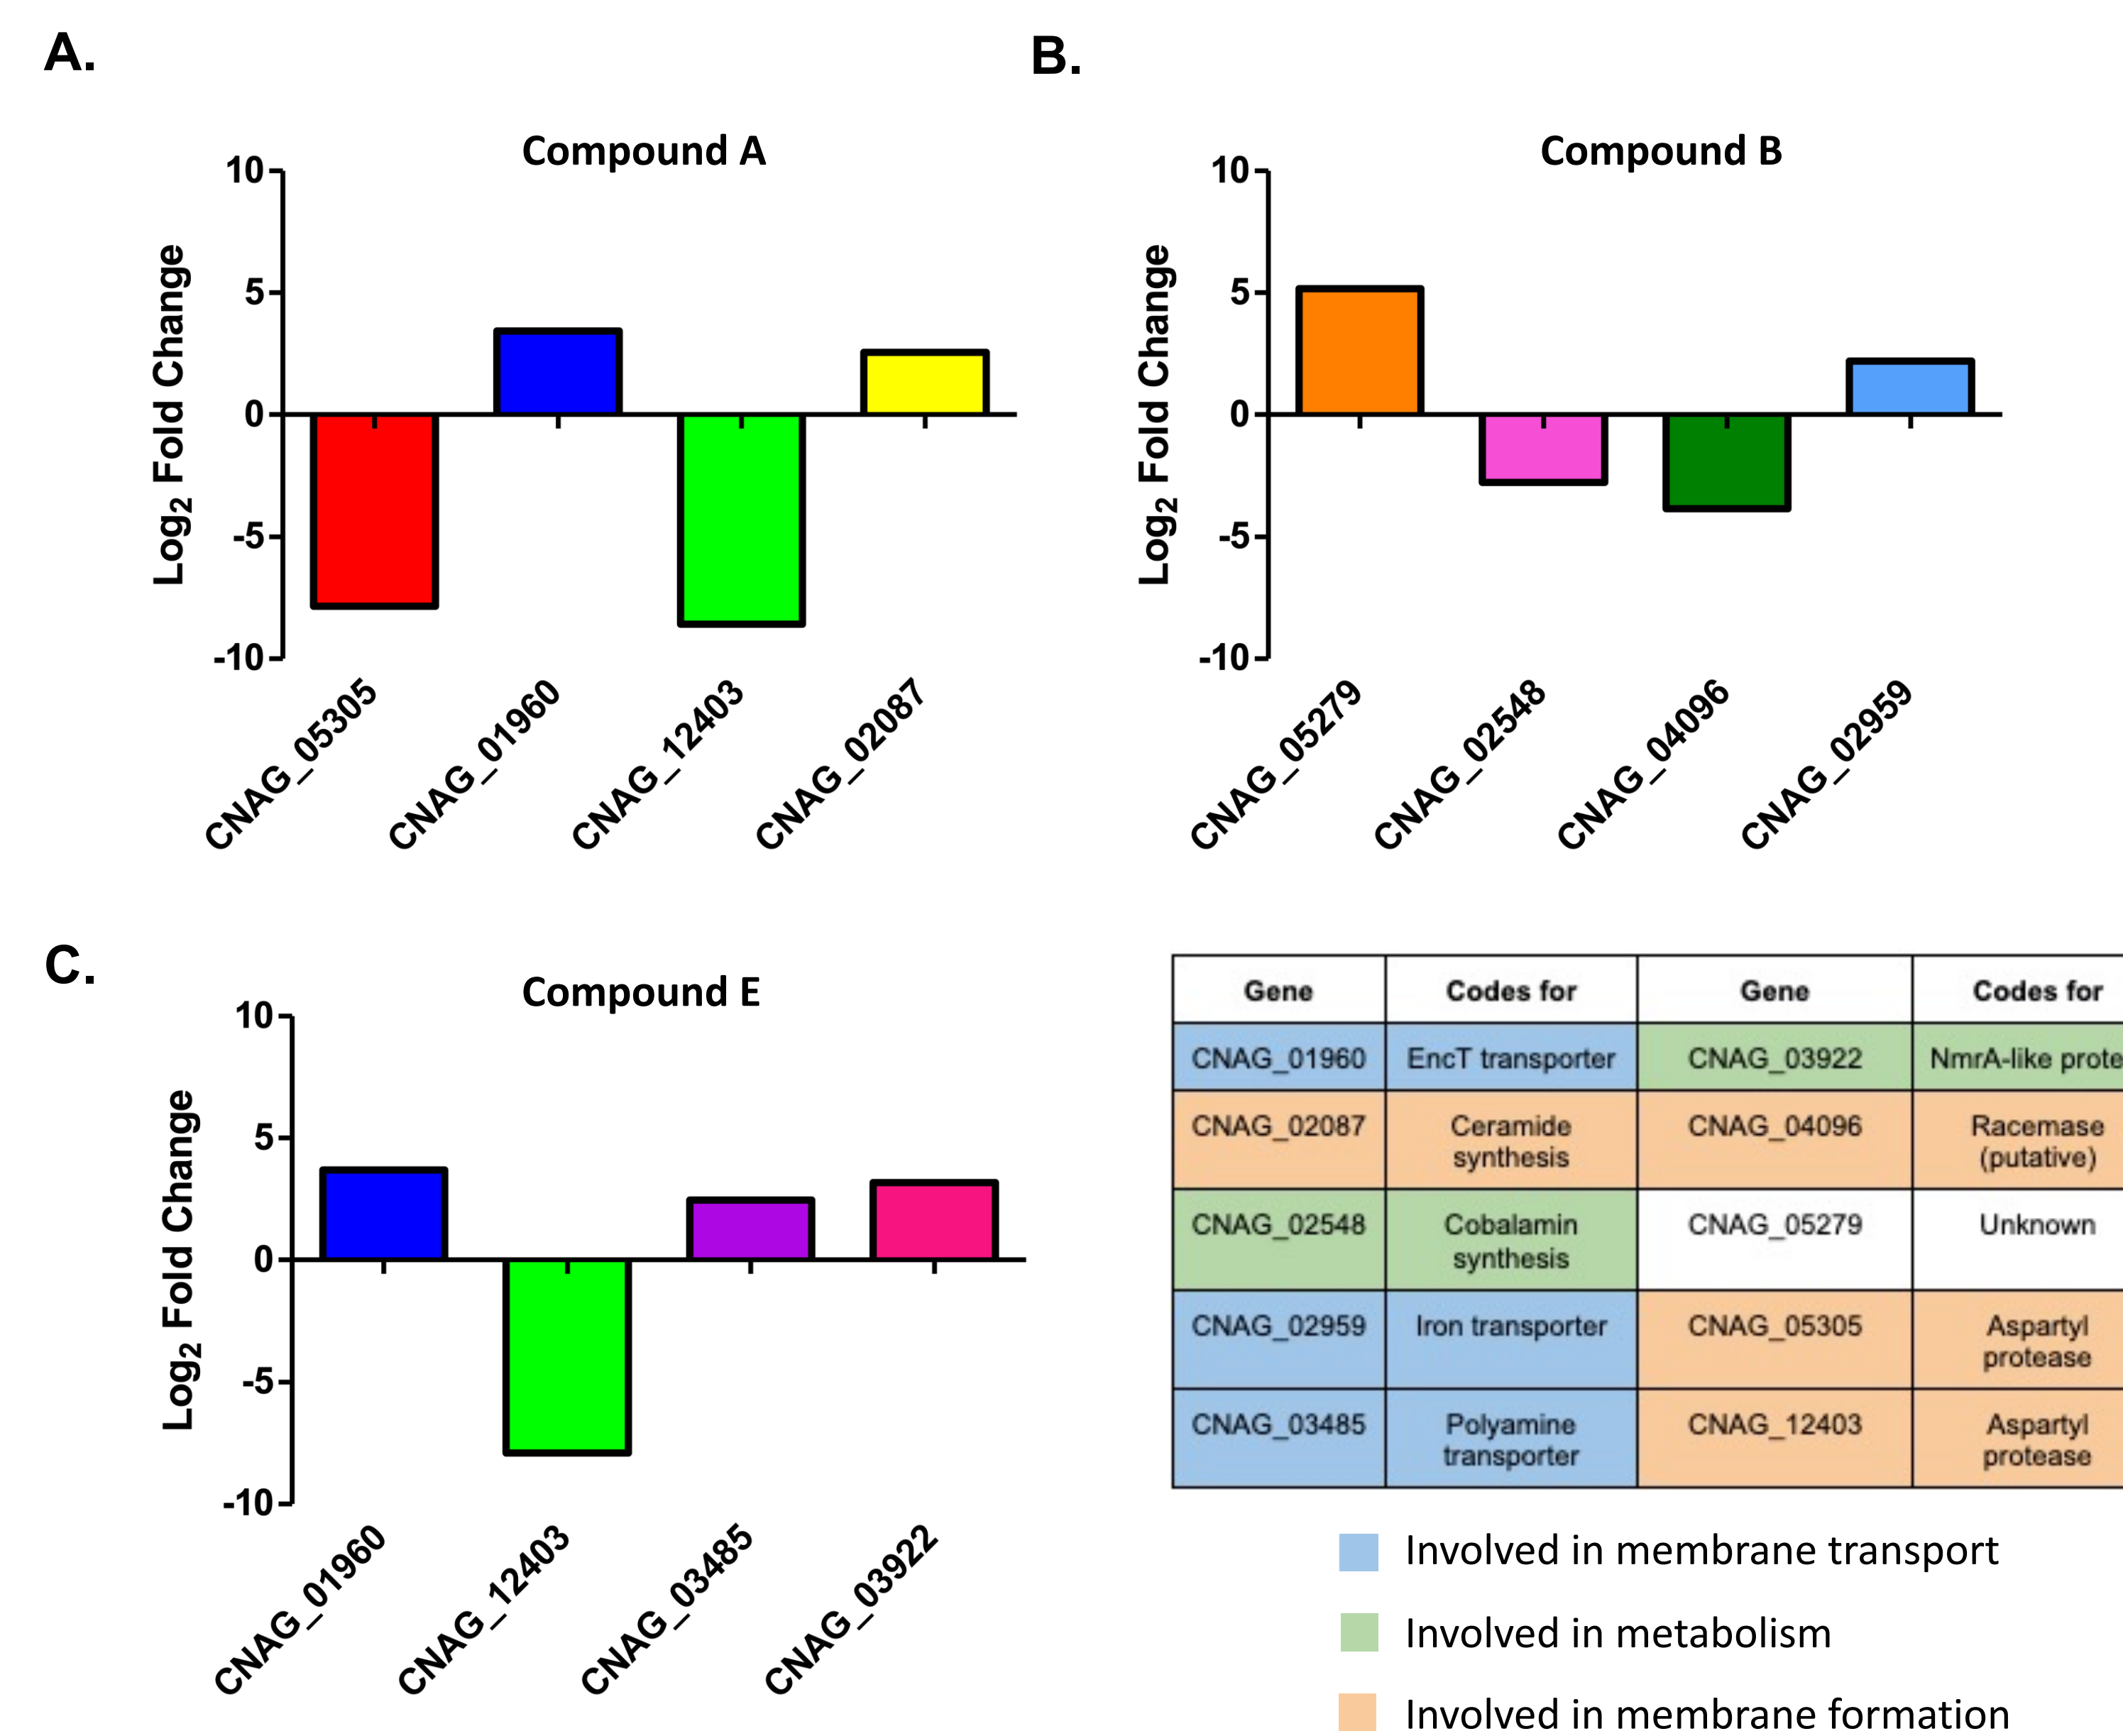 A.
Compound A
Log2 Fold Change
10
5
0
-5
-10
CNAG_05305
CNAG_01960
CNAG_12403
CNAG_02087
B.
Compound B
Log2 Fold Change
10
5
0
-5
-10
CNAG_05279
CNAG_02548
CNAG_04096
CNAG_02959
C.
Compound E
Log2 Fold Change
10
5
0
-5
-10
CNAG_01960
CNAG_12403
CNAG_03485
CNAG_03922
Gene Codes for Gene Codes for
CNAG_01960 EncT transporter CNAG_03922 NmrA-like prote
CNAG_02087 Ceramide synthesis CNAG_04096 Racemase (putative)
CNAG_02548 Cobalamin synthesis CNAG_05279 Unknown
CNAG_02959 Iron transporter CNAG_05305 Aspartyl protease
CNAG_03485 Polyamine transporter CNAG_12403 Aspartyl protease
Involved in membrane transport
Involved in metabolism
Involved in membrane formation